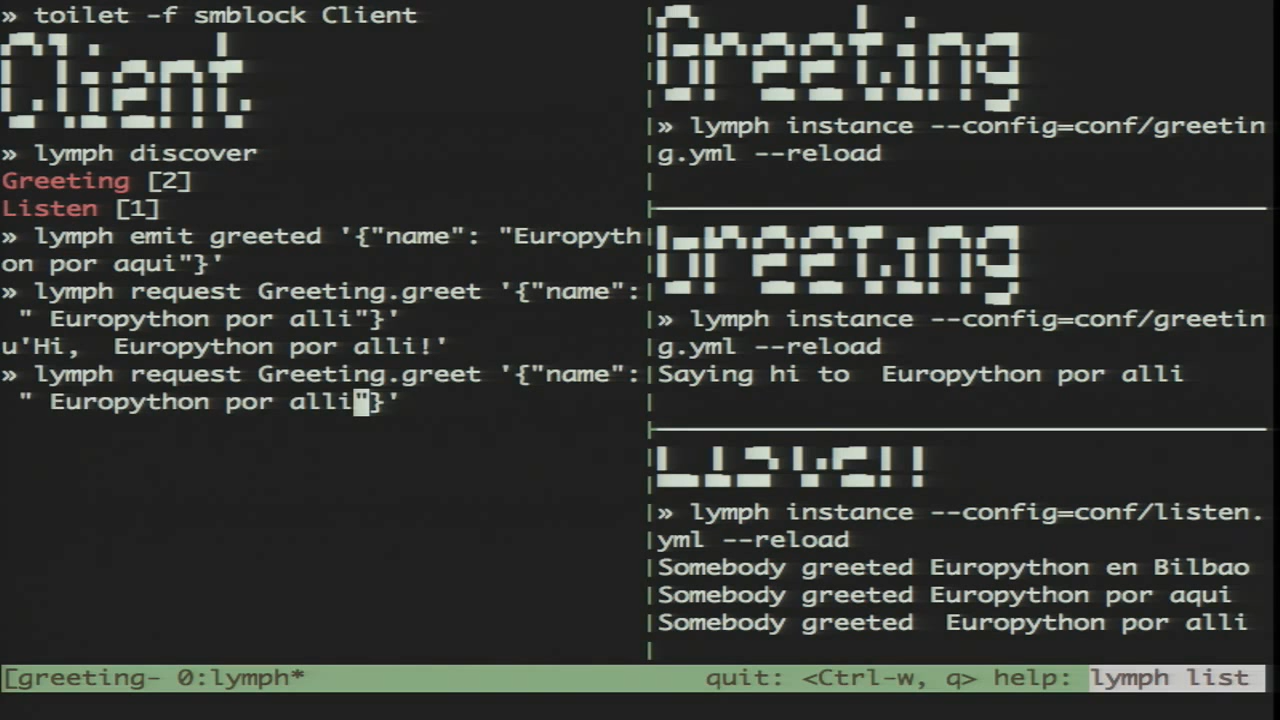 » toilet -f smblock Client
Client
» lymph discover
Greeting [2]
Listen [1]
» lymph emit greeted '{"name": "Europyth
on por aqui"}'
» lymph request Greeting.greet '{"name":
" Europython por alli"}'
u'Hi,  Europython por alli!'
» lymph request Greeting.greet '{"name":
" Europython por alli"}'
Greeting
» lymph instance --config=conf/greetin
g.yml --reload
Greeting
» lymph instance --config=conf/greetin
g.yml --reload
Saying hi to  Europython por alli
Listen
» lymph instance --config=conf/listen.
yml --reload
Somebody greeted Europython en Bilbao
Somebody greeted Europython por aqui
Somebody greeted  Europython por alli
[greeting- 0:lymph* quit: <Ctrl-w, q> help: lymph list